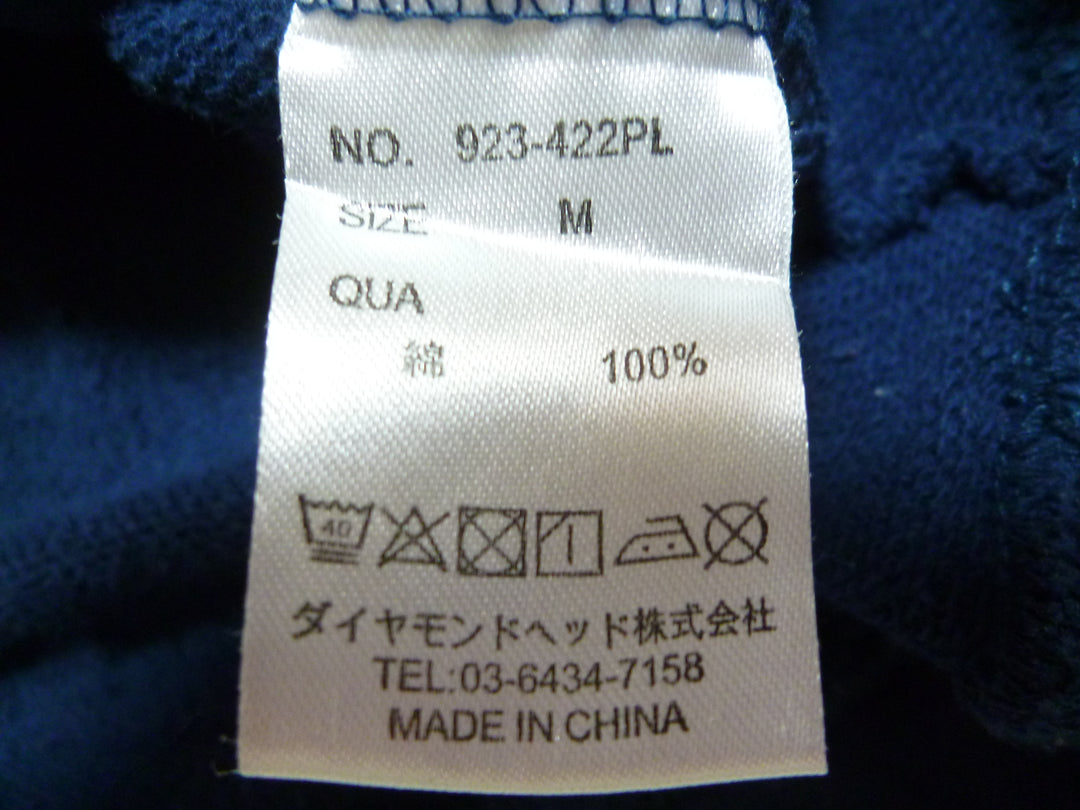 NO. 923-422PL
SIZE M
QUA
綿 100%
40
ダイヤモンドヘッド株式会社
TEL:03-6434-7158
MADE IN CHINA